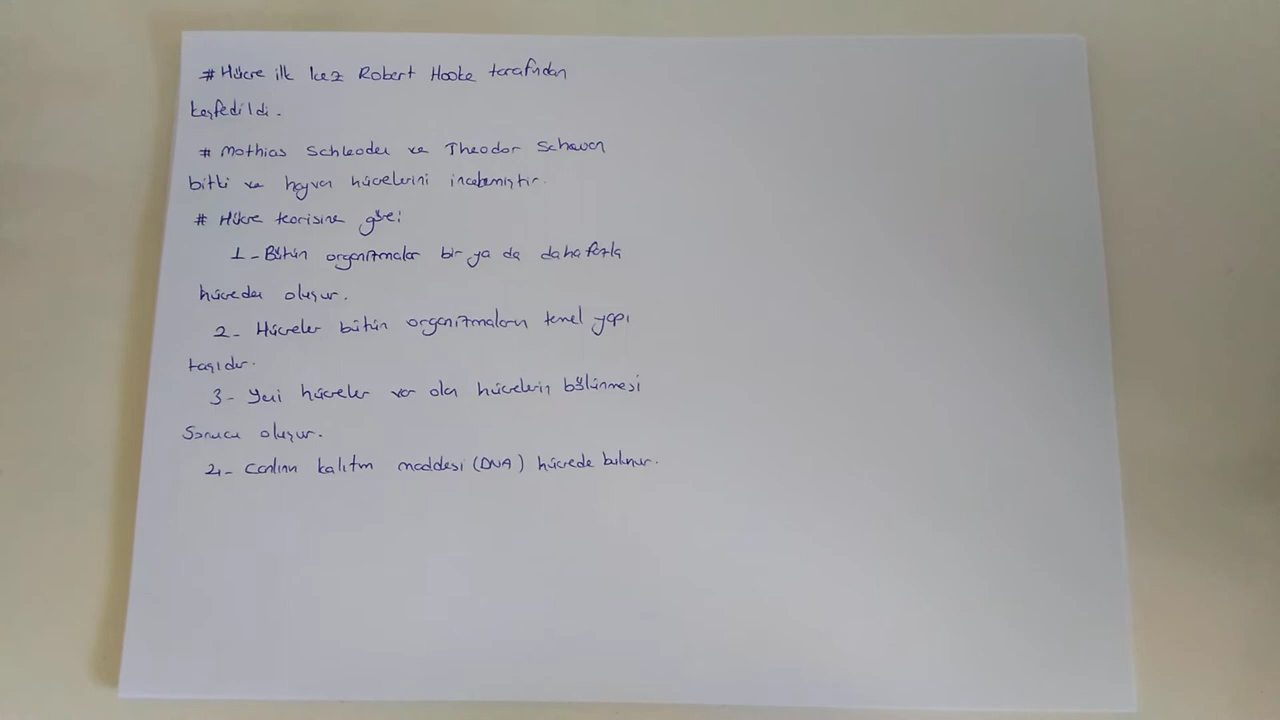 # Hücre ilk kez Robert Hooke tarafından
keşfedildi.
# Mathias Schleoder ve Theodor Schwan
bitki ve hayvan hücrelerini incelemiştir.
# Hücre teorisine göre;
1- Bütün organizmalar bir ya da daha fazla
hücreden oluşur.
2- Hücreler bütün organizmaların temel yapı
taşıdır.
3- Yeni hücreler var olan hücrelerin bölünmesi
sonucu oluşur.
4- Canlının kalıtım maddesi (DNA) hücrede bulunur.